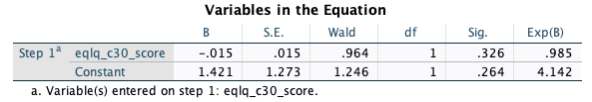 Variables in the Equation
B S.E. Wald df Sig. Exp(B)
Step 1ᵃ eqlq_c30_score -.015 .015 .964 1 .326 .985
Constant 1.421 1.273 1.246 1 .264 4.142
a. Variable(s) entered on step 1: eqlq_c30_score.